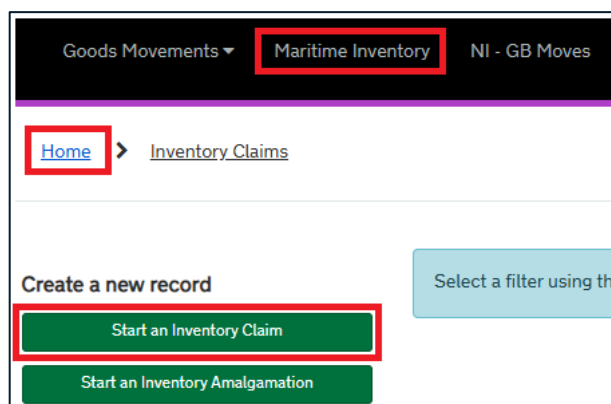 Goods Movements Maritime Inventory NI - GB Moves
Home Inventory Claims
Create a new record
Select a filter using th
Start an Inventory Claim
Start an Inventory Amalgamation